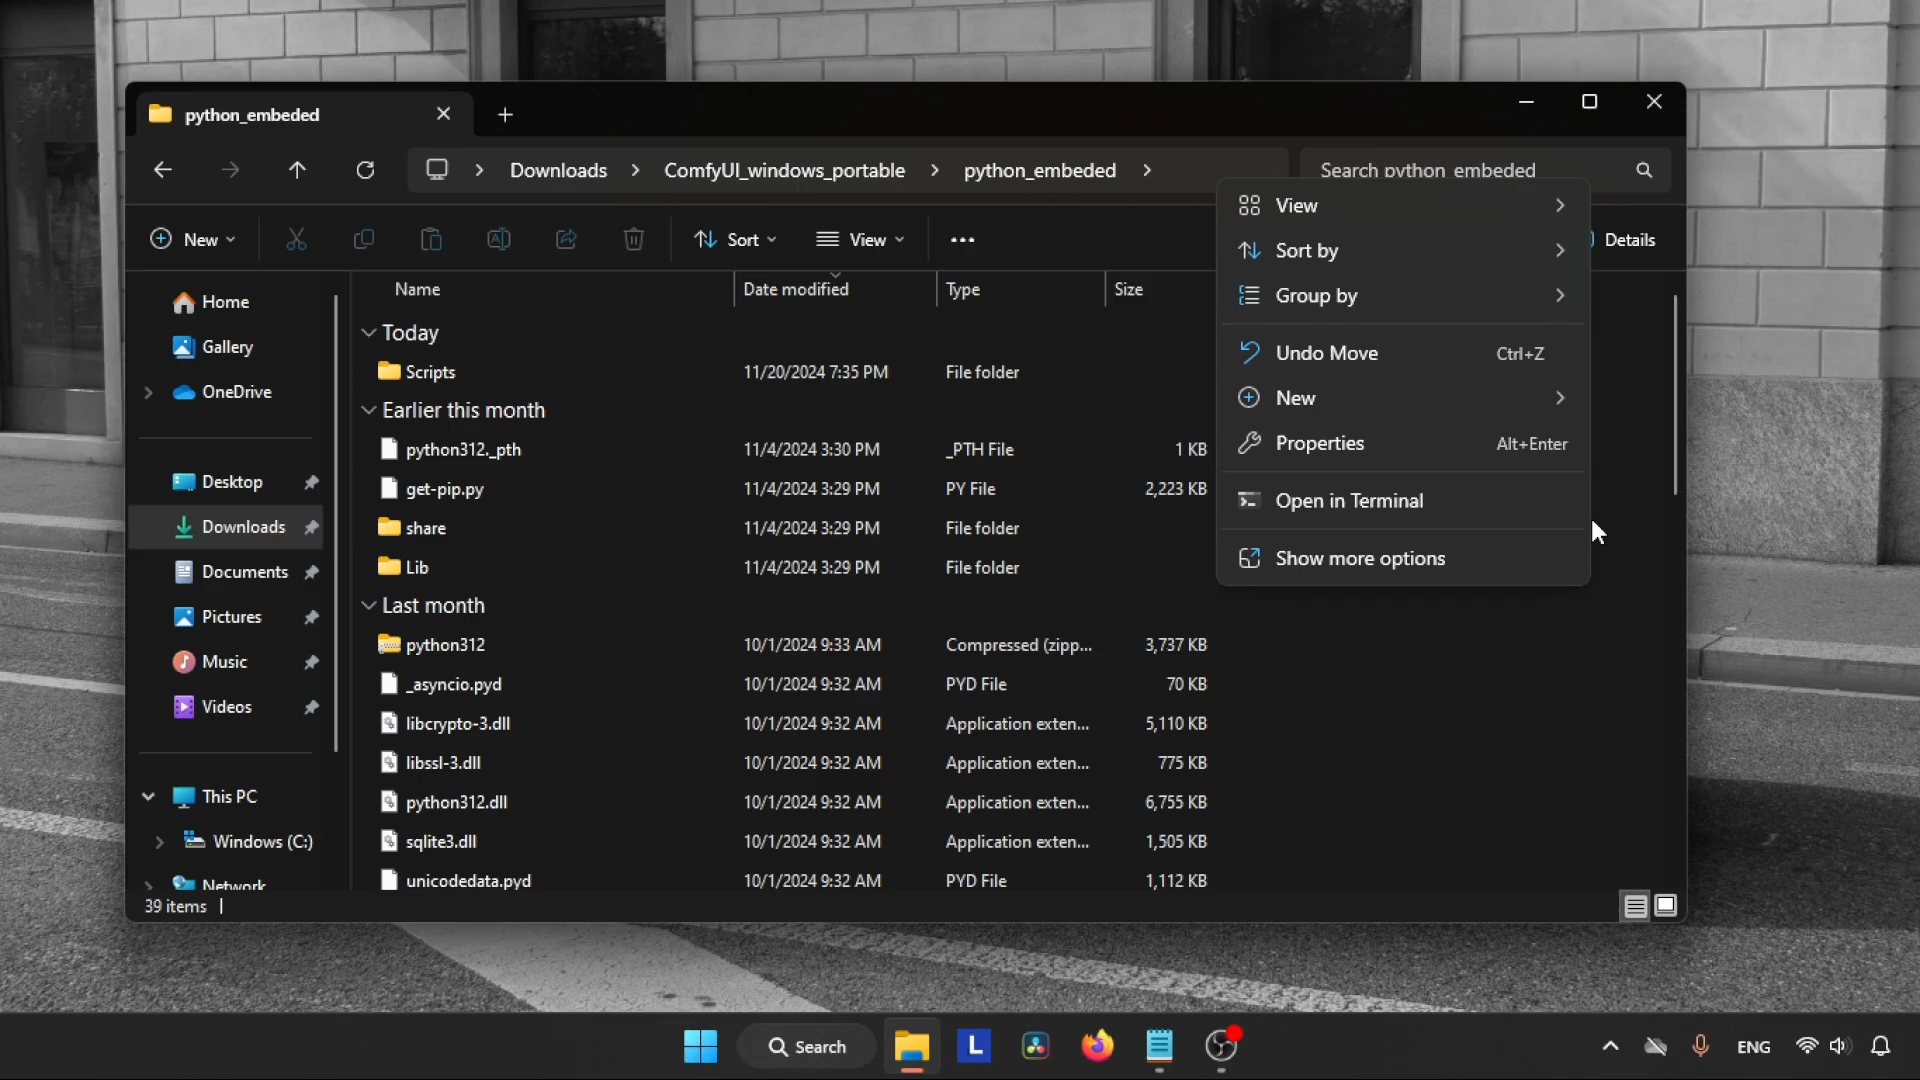 python_embeded
Downloads
ComfyUI_windows_portable
python_embeded
Search python_embeded
New
Sort
View
Details
Home
Gallery
OneDrive
Desktop
Downloads
Documents
Pictures
Music
Videos
This PC
Windows (C:)
Network
Name Date modified Type Size
Today
Scripts 11/20/2024 7:35 PM File folder
Earlier this month
python312._pth 11/4/2024 3:30 PM _PTH File 1 KB
get-pip.py 11/4/2024 3:29 PM PY File 2,223 KB
share 11/4/2024 3:29 PM File folder
Lib 11/4/2024 3:29 PM File folder
Last month
python312 10/1/2024 9:33 AM Compressed (zipp... 3,737 KB
_asyncio.pyd 10/1/2024 9:32 AM PYD File 70 KB
libcrypto-3.dll 10/1/2024 9:32 AM Application exten... 5,110 KB
libssl-3.dll 10/1/2024 9:32 AM Application exten... 775 KB
python312.dll 10/1/2024 9:32 AM Application exten... 6,755 KB
sqlite3.dll 10/1/2024 9:32 AM Application exten... 1,505 KB
unicodedata.pyd 10/1/2024 9:32 AM PYD File 1,112 KB
View
Sort by
Group by
Undo Move Ctrl+Z
New
Properties Alt+Enter
Open in Terminal
Show more options
39 items
Search
L
ENG